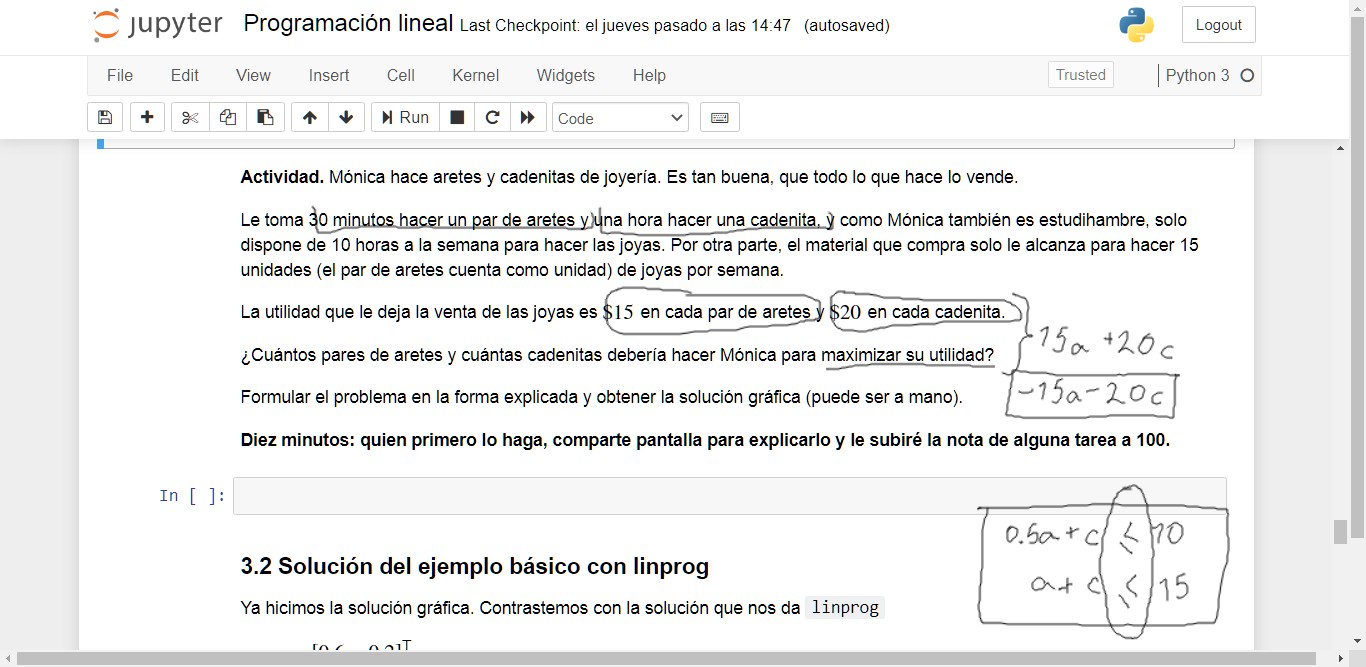 jupyter Programación lineal Last Checkpoint: el jueves pasado a las 14:47 (autosaved)
Logout
File Edit View Insert Cell Kernel Widgets Help
Trusted Python 3
Run Code
Actividad. Mónica hace aretes y cadenitas de joyería. Es tan buena, que todo lo que hace lo vende.
Le toma 30 minutos hacer un par de aretes y una hora hacer una cadenita, y como Mónica también es estudihambre, solo
dispone de 10 horas a la semana para hacer las joyas. Por otra parte, el material que compra solo le alcanza para hacer 15
unidades (el par de aretes cuenta como unidad) de joyas por semana.
La utilidad que le deja la venta de las joyas es $15 en cada par de aretes y $20 en cada cadenita.
15a + 20c
¿Cuántos pares de aretes y cuántas cadenitas debería hacer Mónica para maximizar su utilidad?
-15a-20c
Formular el problema en la forma explicada y obtener la solución gráfica (puede ser a mano).
Diez minutos: quien primero lo haga, comparte pantalla para explicarlo y le subiré la nota de alguna tarea a 100.
In [ ]:
0.5a + c ≤ 10
a + c ≤ 15
3.2 Solución del ejemplo básico con linprog
Ya hicimos la solución gráfica. Contrastemos con la solución que nos da linprog